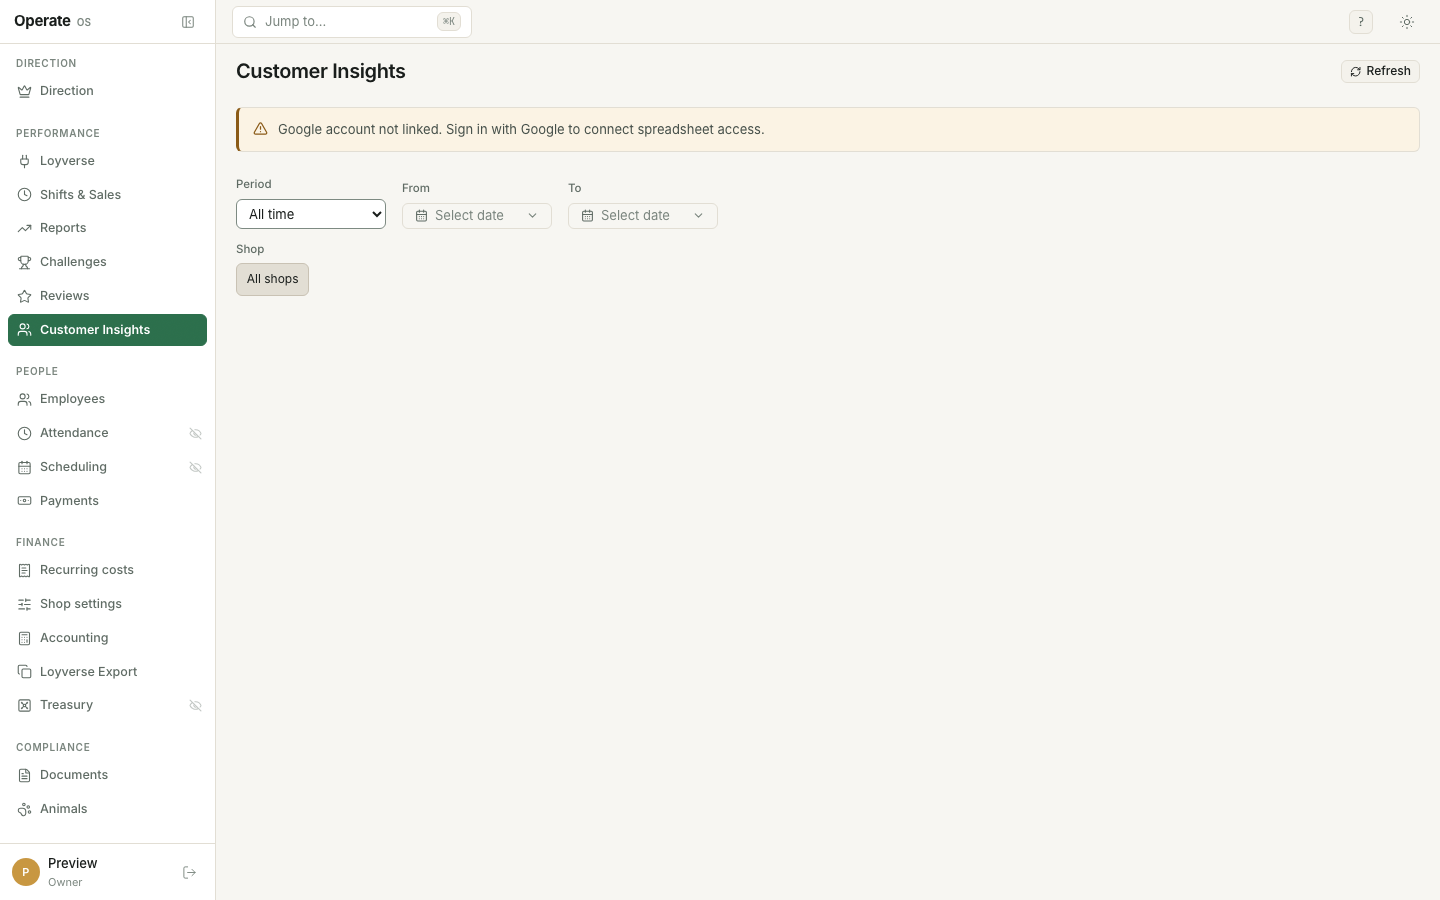 Operate OS
Jump to...
⌘K
?
DIRECTION
Direction
PERFORMANCE
Loyverse
Shifts & Sales
Reports
Challenges
Reviews
Customer Insights
PEOPLE
Employees
Attendance
Scheduling
Payments
FINANCE
Recurring costs
Shop settings
Accounting
Loyverse Export
Treasury
COMPLIANCE
Documents
Animals
P
Preview
Owner
Customer Insights
Refresh
Google account not linked. Sign in with Google to connect spreadsheet access.
Period
From
To
All time
Select date
Select date
Shop
All shops